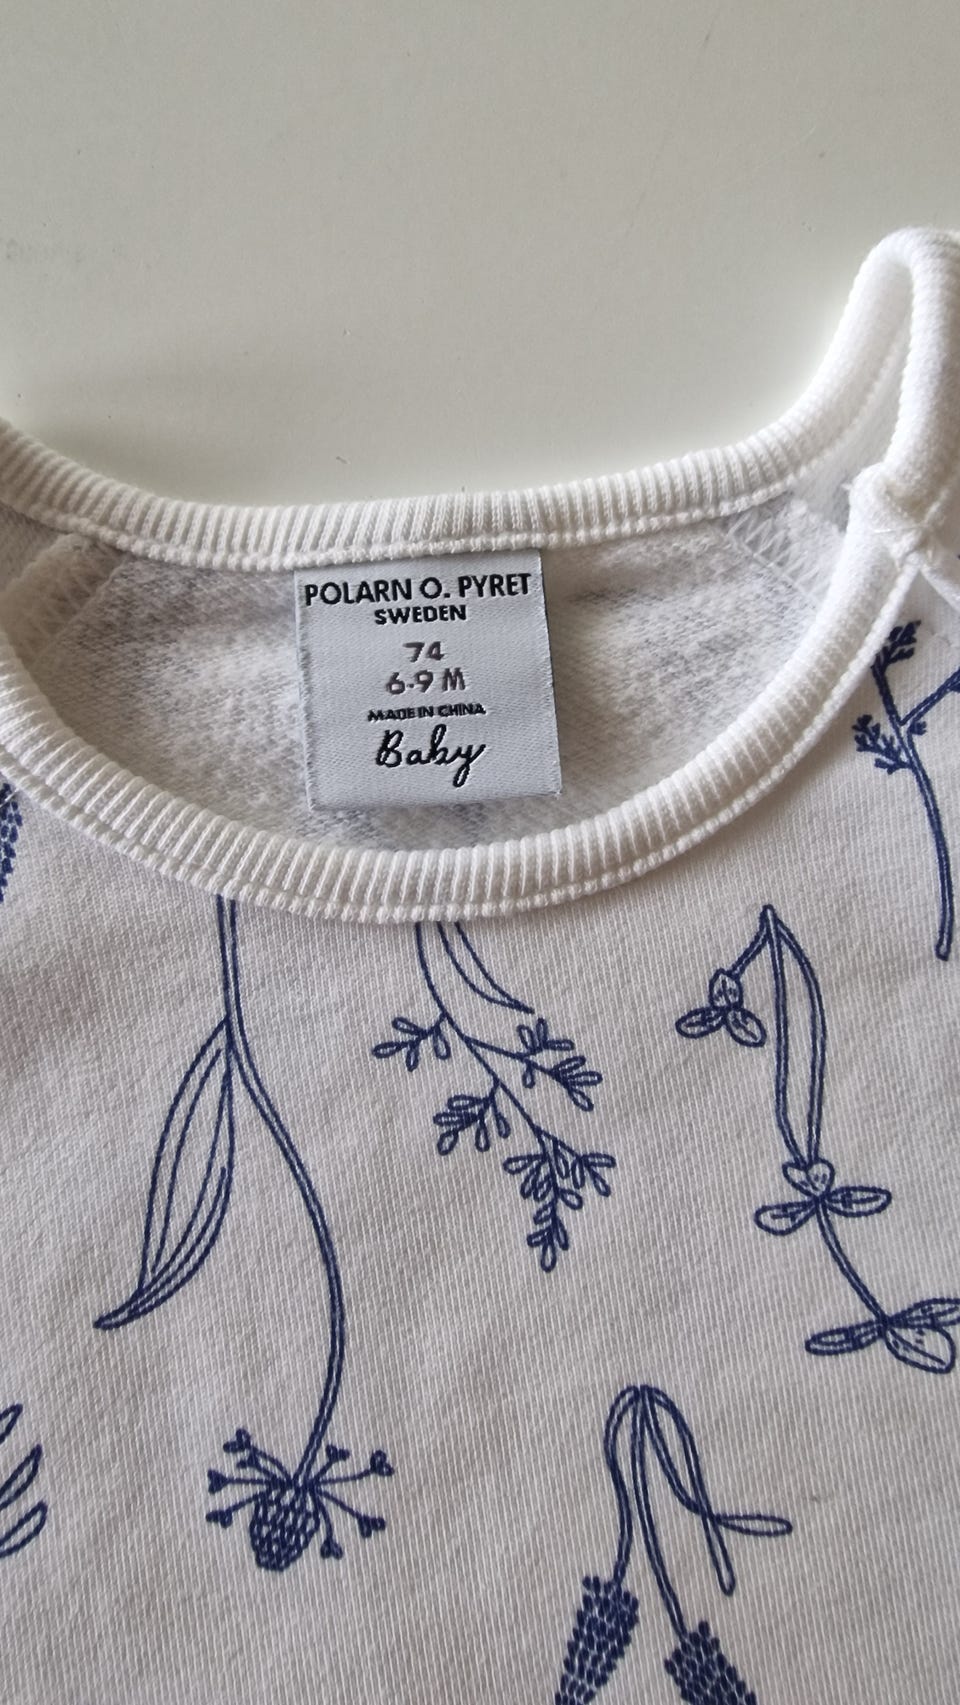 POLARN O. PYRET
SWEDEN
74
6-9 M
MADE IN CHINA
Baby